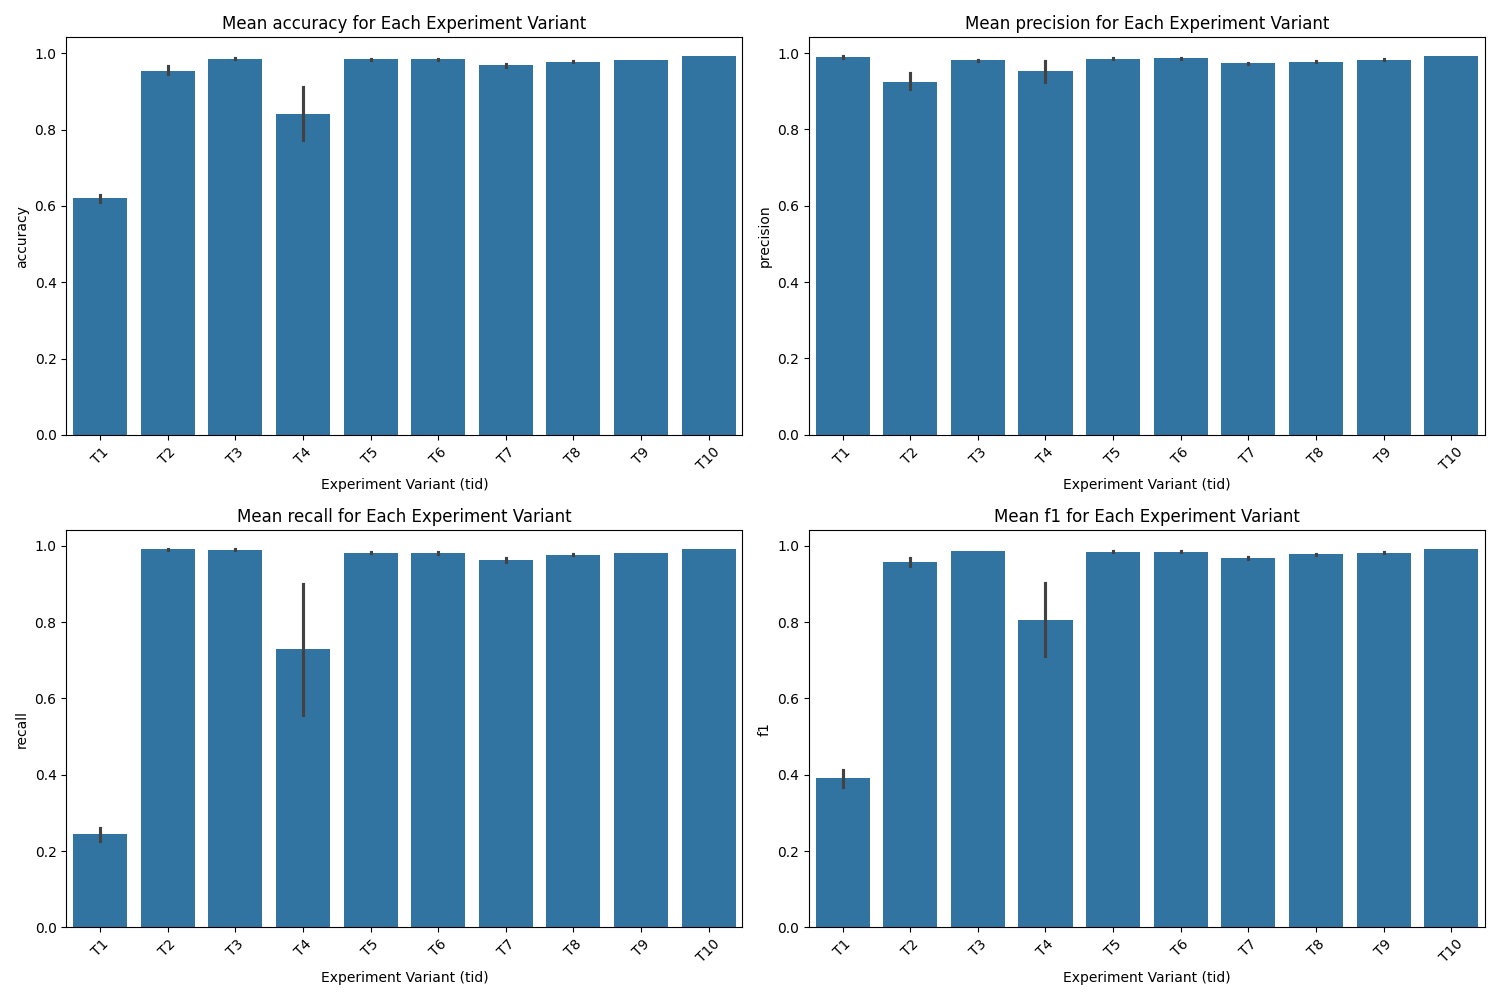 Mean accuracy for Each Experiment Variant
accuracy
1.0
0.8
0.6
0.4
0.2
0.0
T1 T2 T3 T4 T5 T6 T7 T8 T9 T10
Experiment Variant (tid)
Mean precision for Each Experiment Variant
precision
1.0
0.8
0.6
0.4
0.2
0.0
T1 T2 T3 T4 T5 T6 T7 T8 T9 T10
Experiment Variant (tid)
Mean recall for Each Experiment Variant
recall
1.0
0.8
0.6
0.4
0.2
0.0
T1 T2 T3 T4 T5 T6 T7 T8 T9 T10
Experiment Variant (tid)
Mean f1 for Each Experiment Variant
f1
1.0
0.8
0.6
0.4
0.2
0.0
T1 T2 T3 T4 T5 T6 T7 T8 T9 T10
Experiment Variant (tid)